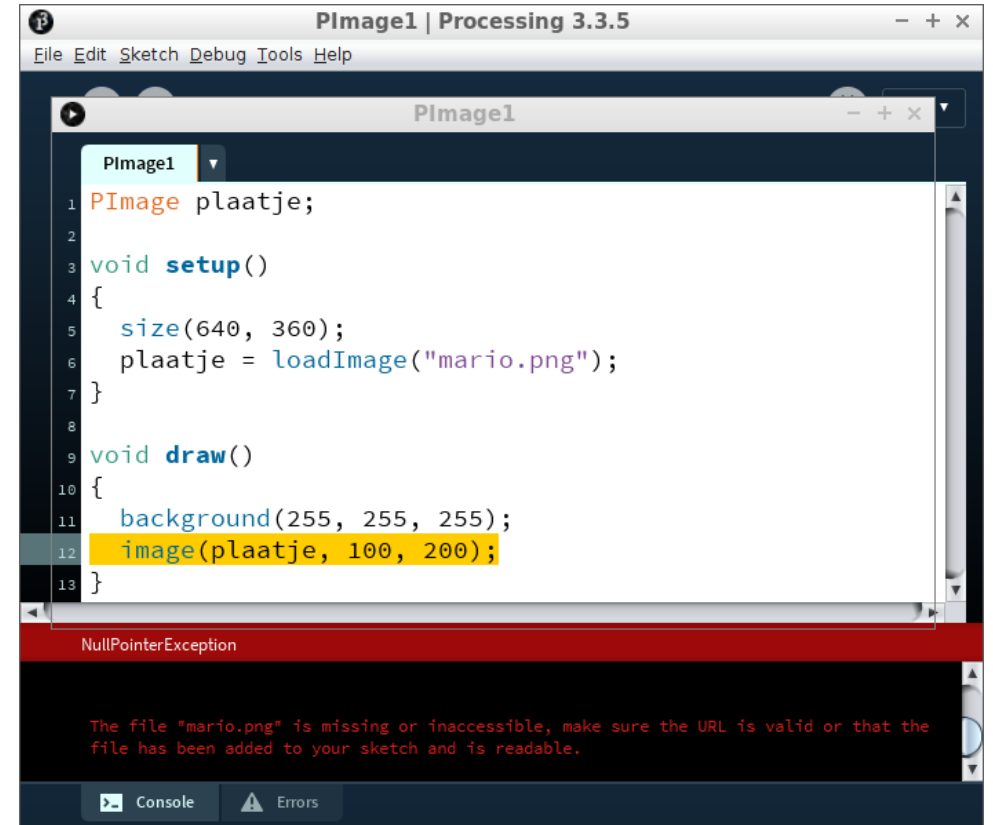 PImage1 | Processing 3.3.5
File Edit Sketch Debug Tools Help
PImage1
PImage1
1 PImage plaatje;
2
3 void setup()
4 {
5 size(640, 360);
6 plaatje = loadImage("mario.png");
7 }
8
9 void draw()
10 {
11 background(255, 255, 255);
12 image(plaatje, 100, 200);
13 }
NullPointerException
The file "mario.png" is missing or inaccessible, make sure the URL is valid or that the
file has been added to your sketch and is readable.
Console Errors